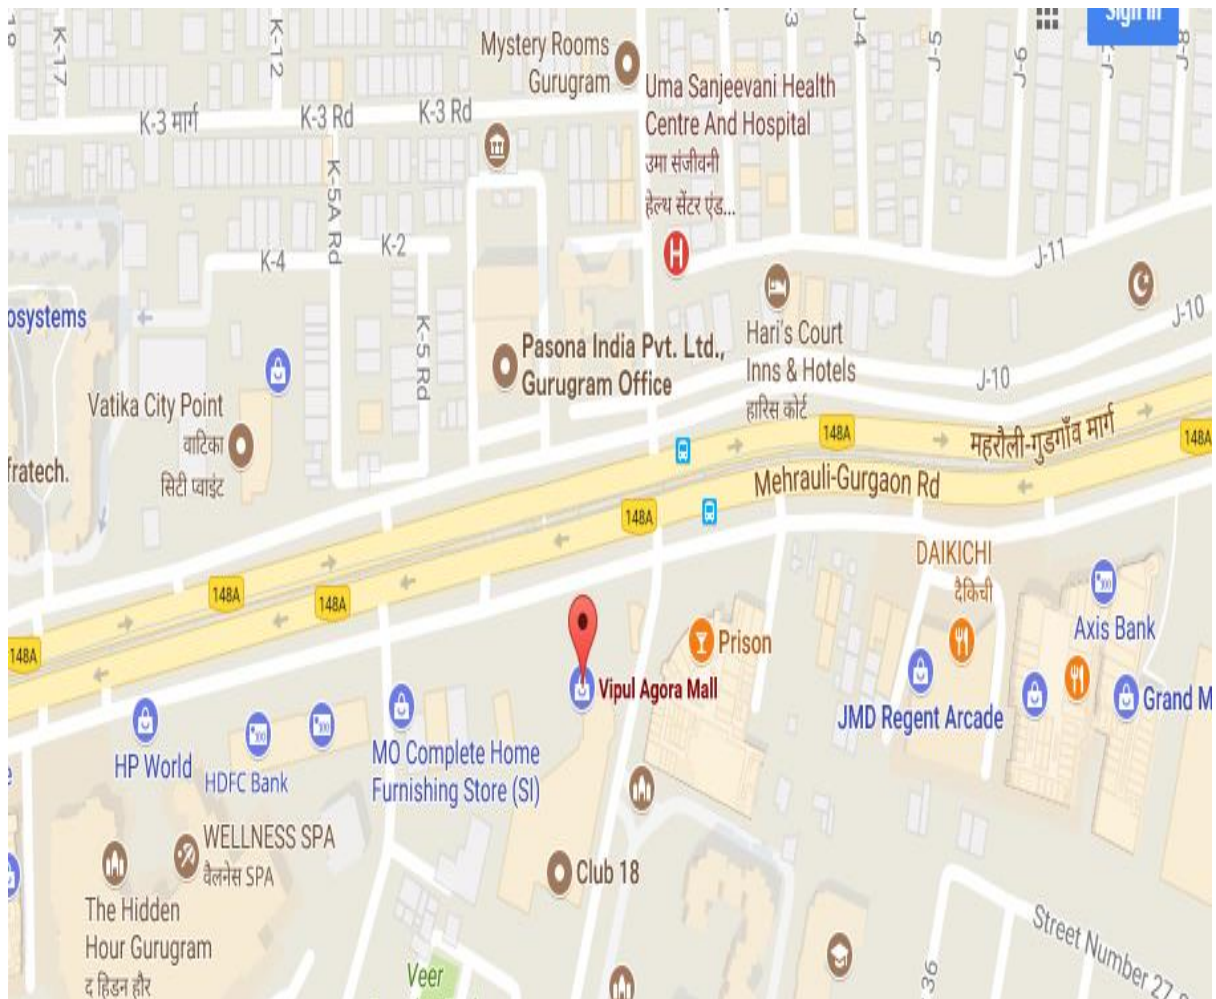 Sign in
K-17
K-12
J-4
J-5
J-8
Mystery Rooms
Gurugram
Uma Sanjeevani Health
Centre And Hospital
उमा संजीवनी
हेल्थ सेंटर एंड...
K-3 मार्ग
K-3 Rd
K-3 Rd
K-5A Rd
K-2
K-4
J-11
J-10
osystems
K-5 Rd
Pasona India Pvt. Ltd.,
Gurugram Office
Hari's Court
Inns & Hotels
हारिस कोर्ट
J-10
Vatika City Point
वाटिका
सिटी प्वाइंट
148A
महरौली-गुडगाँव मार्ग
148A
fratech.
Mehrauli-Gurgaon Rd
148A
DAIKICHI
दैकिची
148A
148A
148A
Axis Bank
Prison
Vipul Agora Mall
JMD Regent Arcade
Grand M
HP World
HDFC Bank
MO Complete Home
Furnishing Store (SI)
WELLNESS SPA
वैलनेस SPA
Club 18
The Hidden
Hour Gurugram
द हिडन हौर
Veer
36
Street Number 27